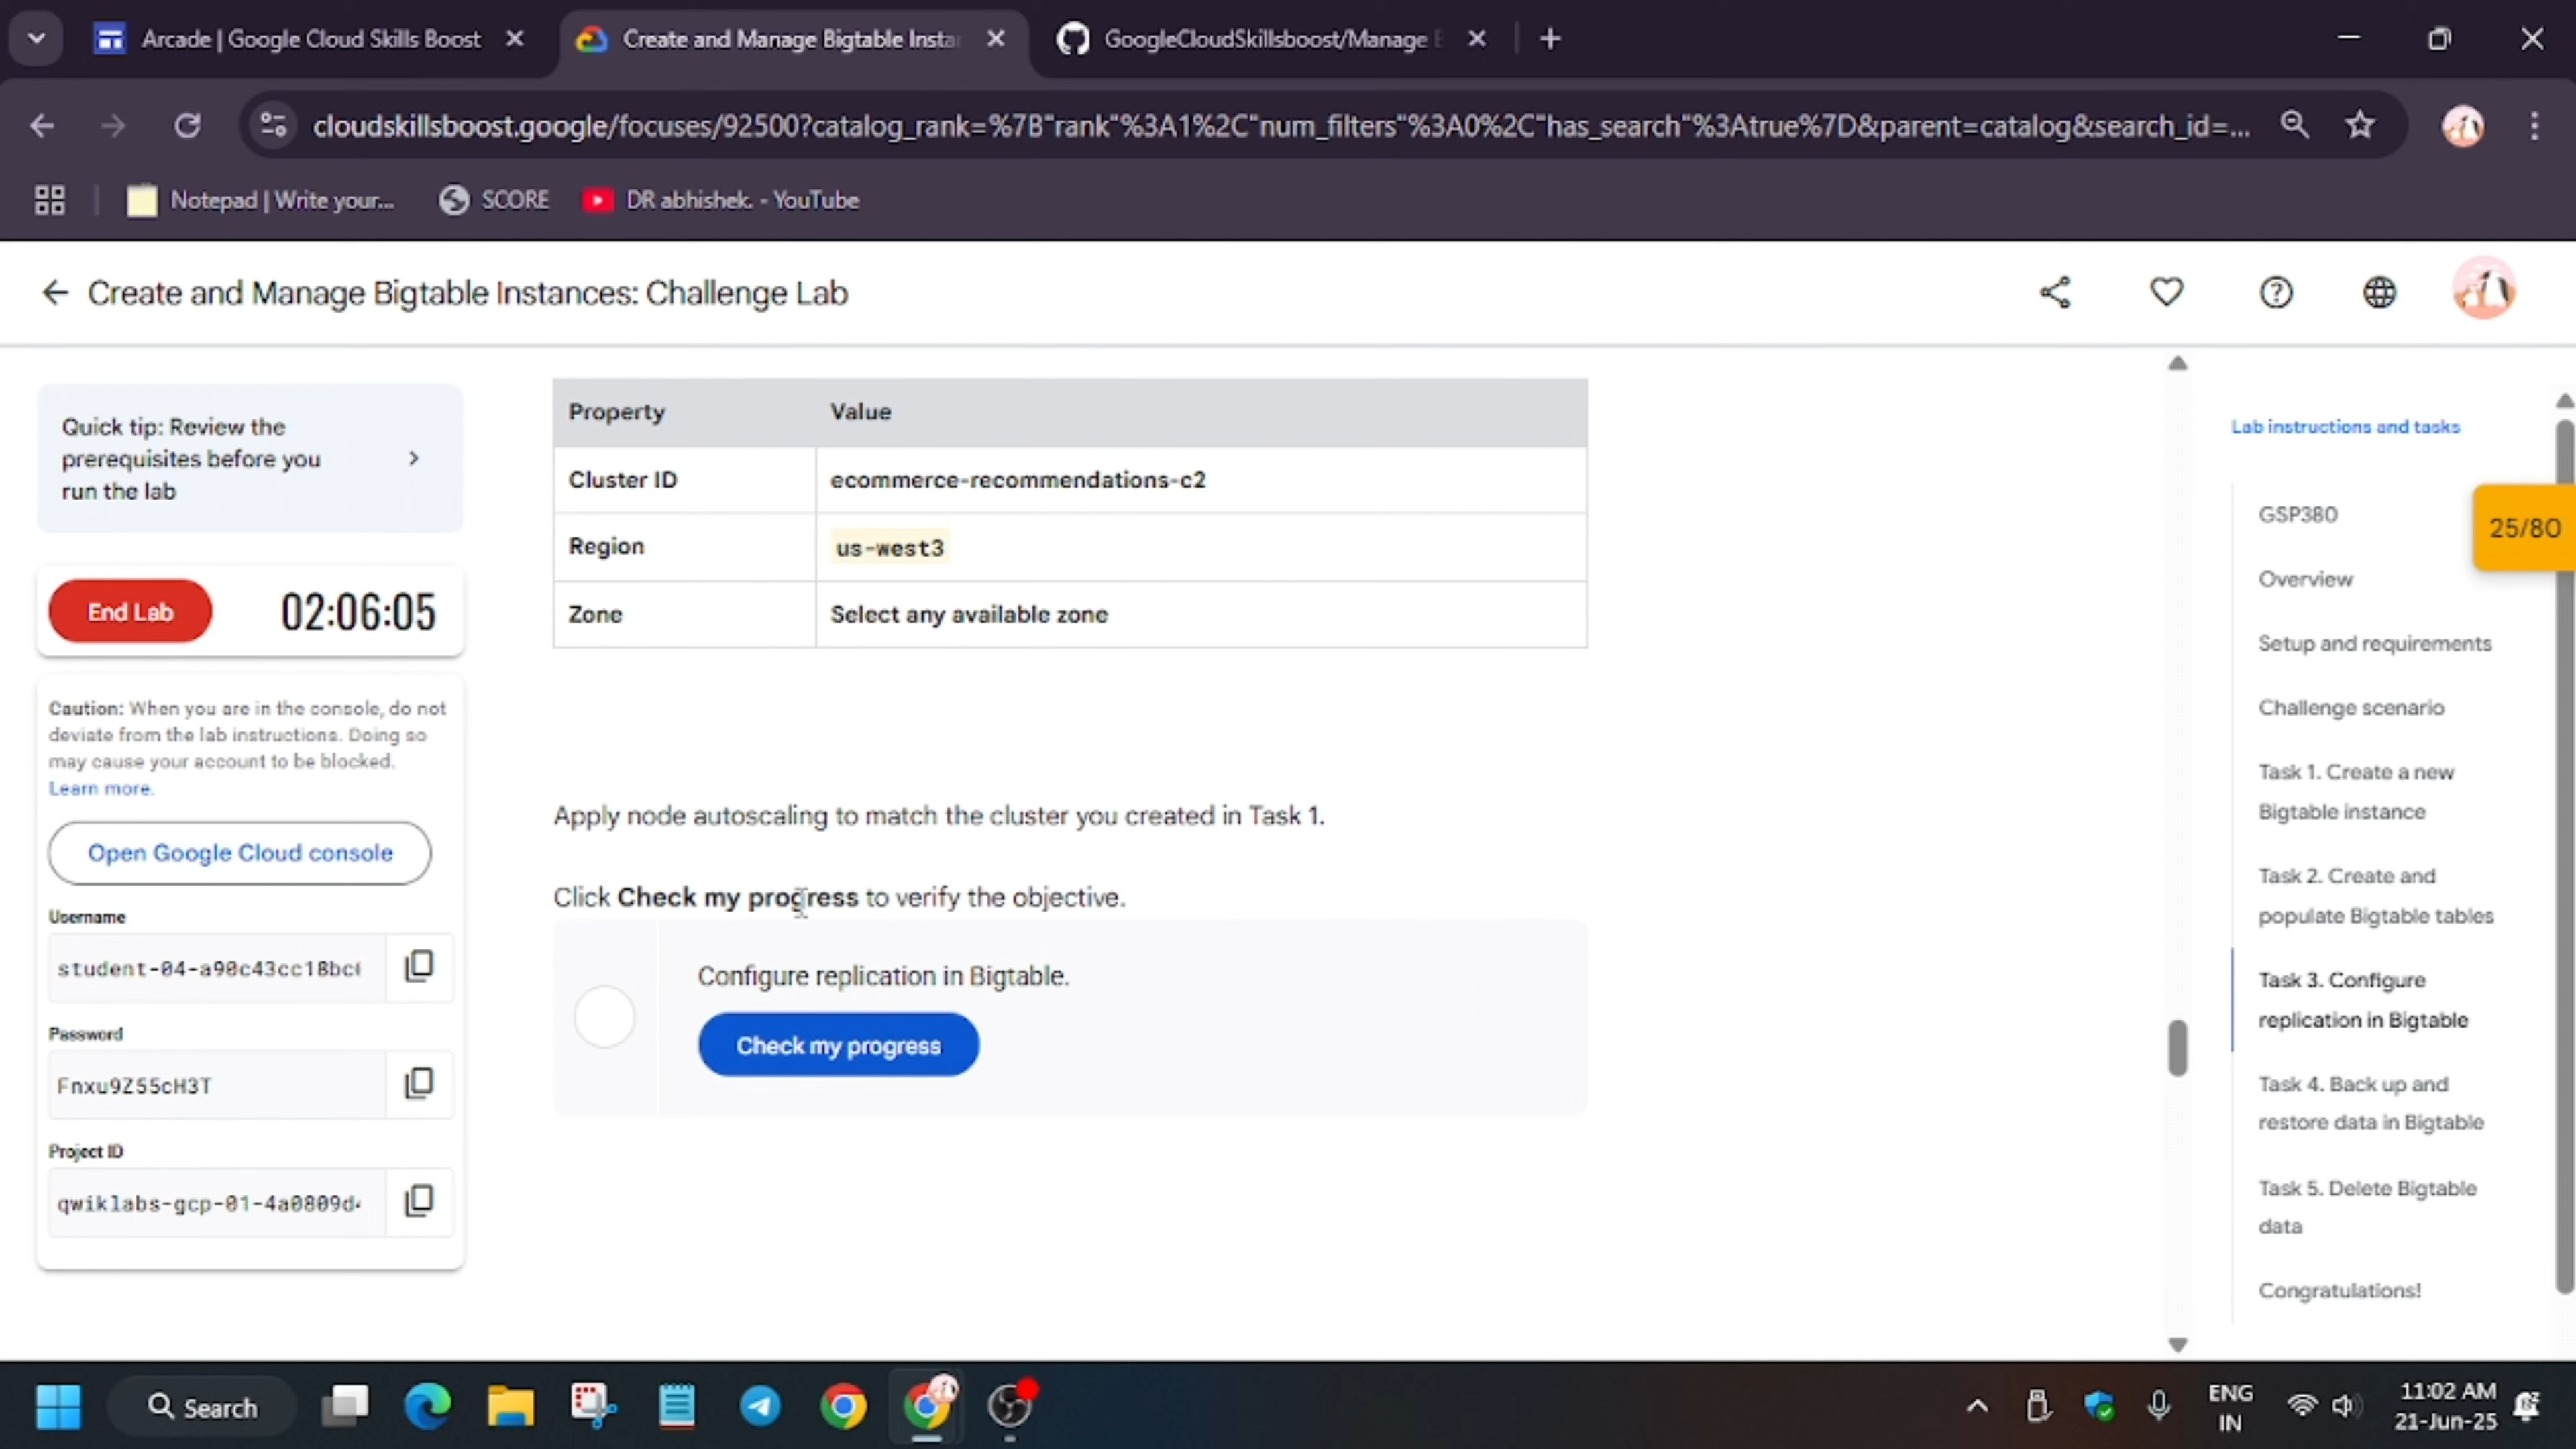 Arcade | Google Cloud Skills Boost
Create and Manage Bigtable Insta
GoogleCloudSkillsboost/Manage
cloudskillsboost.google/focuses/92500?catalog_rank=%7B"rank"%3A1%2C"num_filters"%3A0%2C"has_search"%3Atrue%7D&parent=catalog&search_id=...
Notepad | Write your...
SCORE
DR abhishek. - YouTube
Create and Manage Bigtable Instances: Challenge Lab
Quick tip: Review the
prerequisites before you
run the lab
End Lab
02:06:05
Caution: When you are in the console, do not
deviate from the lab instructions. Doing so
may cause your account to be blocked.
Learn more.
Open Google Cloud console
Username
student-04-a90c43cc18bc
Password
Fnxu9Z55cH3T
Project ID
qwiklabs-gcp-01-4a0809d
Property Value
Cluster ID ecommerce-recommendations-c2
Region us-west3
Zone Select any available zone
Apply node autoscaling to match the cluster you created in Task 1.
Click Check my progress to verify the objective.
Configure replication in Bigtable.
Check my progress
Lab instructions and tasks
GSP380
25/80
Overview
Setup and requirements
Challenge scenario
Task 1. Create a new
Bigtable instance
Task 2. Create and
populate Bigtable tables
Task 3. Configure
replication in Bigtable
Task 4. Back up and
restore data in Bigtable
Task 5. Delete Bigtable
data
Congratulations!
Search
ENG
IN
11:02 AM
21-Jun-25